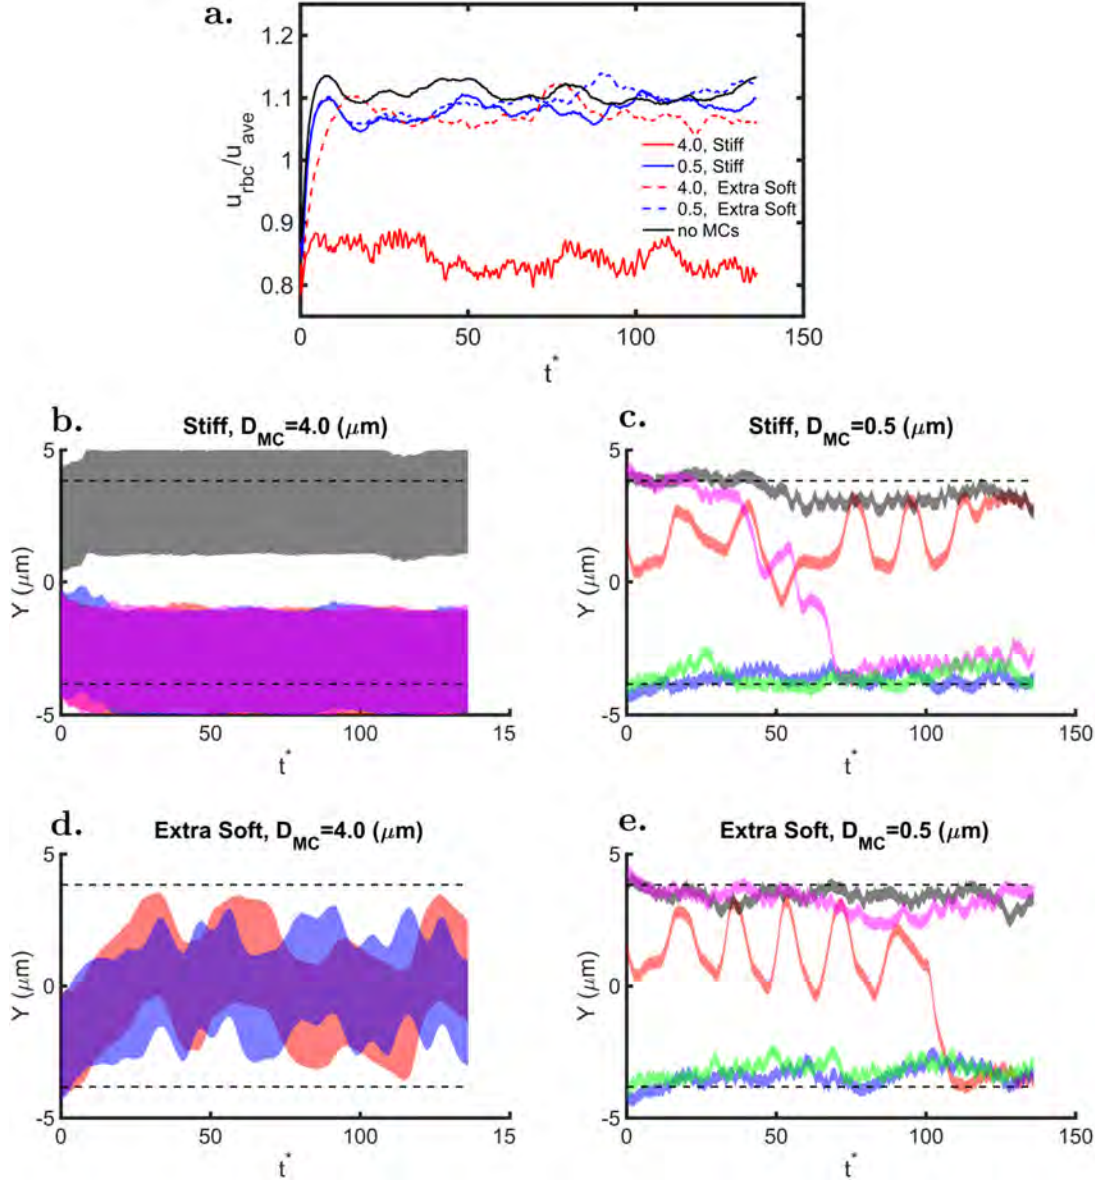 a.
1.2
1.1
1
0.9
0.8
u_rbc/u_ave
4.0, Stiff
0.5, Stiff
4.0, Extra Soft
0.5, Extra Soft
no MCs
0 50 100 150
t*
b.
Stiff, D_MC=4.0 (μm)
5
0
-5
Y (μm)
0 50 100 15
t*
c.
Stiff, D_MC=0.5 (μm)
5
0
-5
Y (μm)
0 50 100 150
t*
d.
Extra Soft, D_MC=4.0 (μm)
5
0
-5
Y (μm)
0 50 100 15
t*
e.
Extra Soft, D_MC=0.5 (μm)
5
0
-5
Y (μm)
0 50 100 150
t*